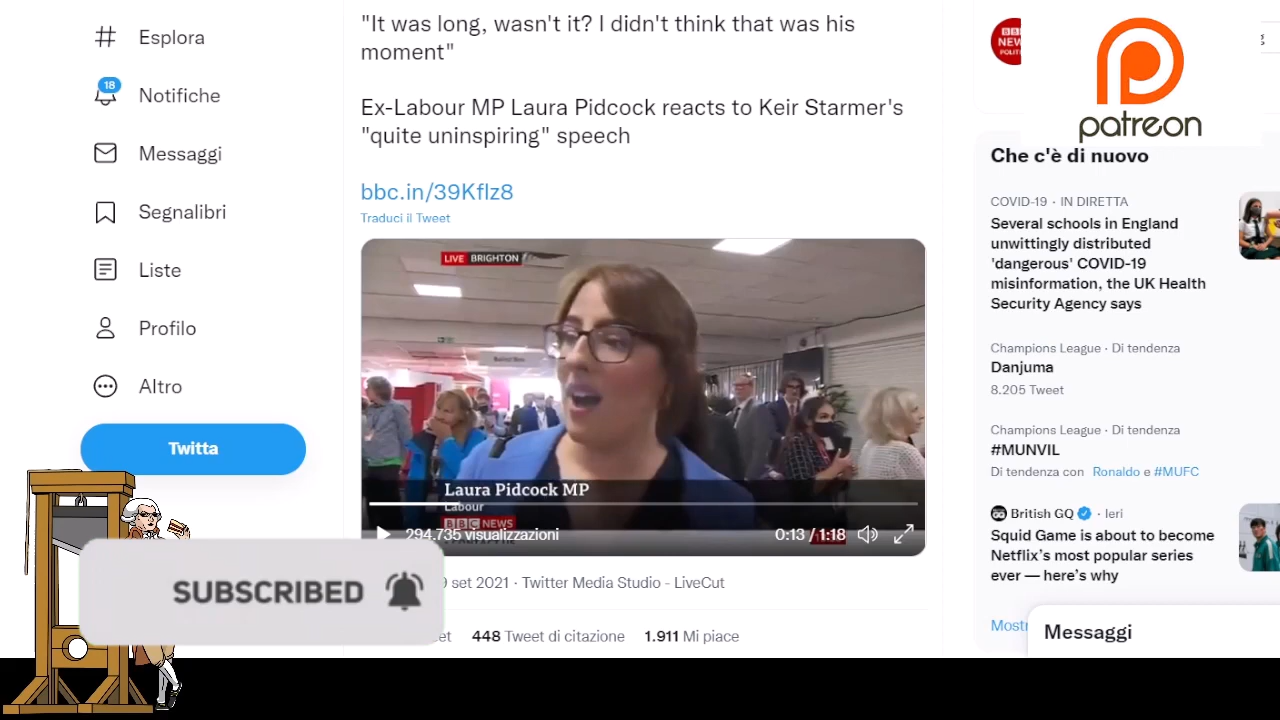 Esplora
18
Notifiche
Messaggi
Segnalibri
Liste
Profilo
Altro
Twitta
SUBSCRIBED
"It was long, wasn't it? I didn't think that was his
moment"
Ex-Labour MP Laura Pidcock reacts to Keir Starmer's
"quite uninspiring" speech
bbc.in/39KfIz8
Traduci il Tweet
LIVE BRIGHTON
Laura Pidcock MP
Labour
BBC NEWS
294.735 visualizzazioni
0:13 / 1:18
9 set 2021 · Twitter Media Studio - LiveCut
448 Tweet di citazione 1.911 Mi piace
patreon
Che c'è di nuovo
COVID-19 · IN DIRETTA
Several schools in England
unwittingly distributed
'dangerous' COVID-19
misinformation, the UK Health
Security Agency says
Champions League · Di tendenza
Danjuma
8.205 Tweet
Champions League · Di tendenza
#MUNVIL
Di tendenza con Ronaldo e #MUFC
British GQ · Ieri
Squid Game is about to become
Netflix's most popular series
ever — here's why
Messaggi